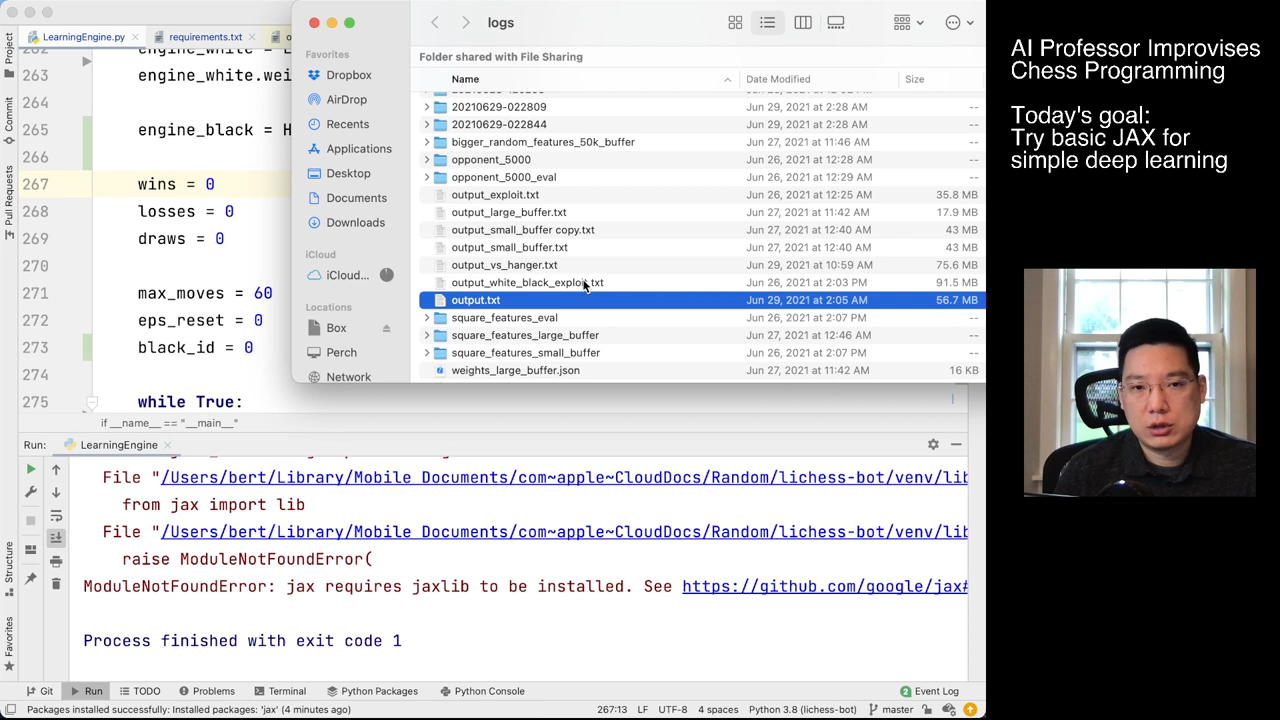 logs
AI Professor Improvises
Chess Programming
Today's goal:
Try basic JAX for
simple deep learning
Project
Commit
Pull Requests
Structure
Favorites
LearningEngine.py
requirements.txt
263
264
265
266
267
268
269
270
271
272
273
274
275
engine_white.wei
engine_black = H
wins = 0
losses = 0
draws = 0
max_moves = 60
eps_reset = 0
black_id = 0
while True:
if __name__ == "__main__"
Favorites
Dropbox
AirDrop
Recents
Applications
Desktop
Documents
Downloads
iCloud
iCloud...
Locations
Box
Perch
Network
Folder shared with File Sharing
Name Date Modified Size
20210629-022809 Jun 29, 2021 at 2:28 AM --
20210629-022844 Jun 29, 2021 at 2:28 AM --
bigger_random_features_50k_buffer Jun 27, 2021 at 11:46 AM --
opponent_5000 Jun 26, 2021 at 12:28 AM --
opponent_5000_eval Jun 26, 2021 at 12:29 AM --
output_exploit.txt Jun 26, 2021 at 12:25 AM 35.8 MB
output_large_buffer.txt Jun 27, 2021 at 11:42 AM 17.9 MB
output_small_buffer copy.txt Jun 27, 2021 at 12:40 AM 43 MB
output_small_buffer.txt Jun 27, 2021 at 12:40 AM 43 MB
output_vs_hanger.txt Jun 29, 2021 at 10:59 AM 75.6 MB
output_white_black_exploit.txt Jun 26, 2021 at 2:03 PM 91.5 MB
output.txt Jun 29, 2021 at 2:05 AM 56.7 MB
square_features_eval Jun 26, 2021 at 2:07 PM --
square_features_large_buffer Jun 27, 2021 at 12:46 AM --
square_features_small_buffer Jun 26, 2021 at 2:07 PM --
weights_large_buffer.json Jun 27, 2021 at 11:42 AM 16 KB
Run: LearningEngine
File "/Users/bert/Library/Mobile Documents/com~apple~CloudDocs/Random/lichess-bot/venv/lib
from jax import lib
File "/Users/bert/Library/Mobile Documents/com~apple~CloudDocs/Random/lichess-bot/venv/lib
raise ModuleNotFoundError(
ModuleNotFoundError: jax requires jaxlib to be installed. See https://github.com/google/jax#
Process finished with exit code 1
Git Run TODO Problems Terminal Python Packages Python Console 2 Event Log
Packages installed successfully: Installed packages: 'jax' (4 minutes ago) 267:13 LF UTF-8 4 spaces Python 3.8 (lichess-bot) master